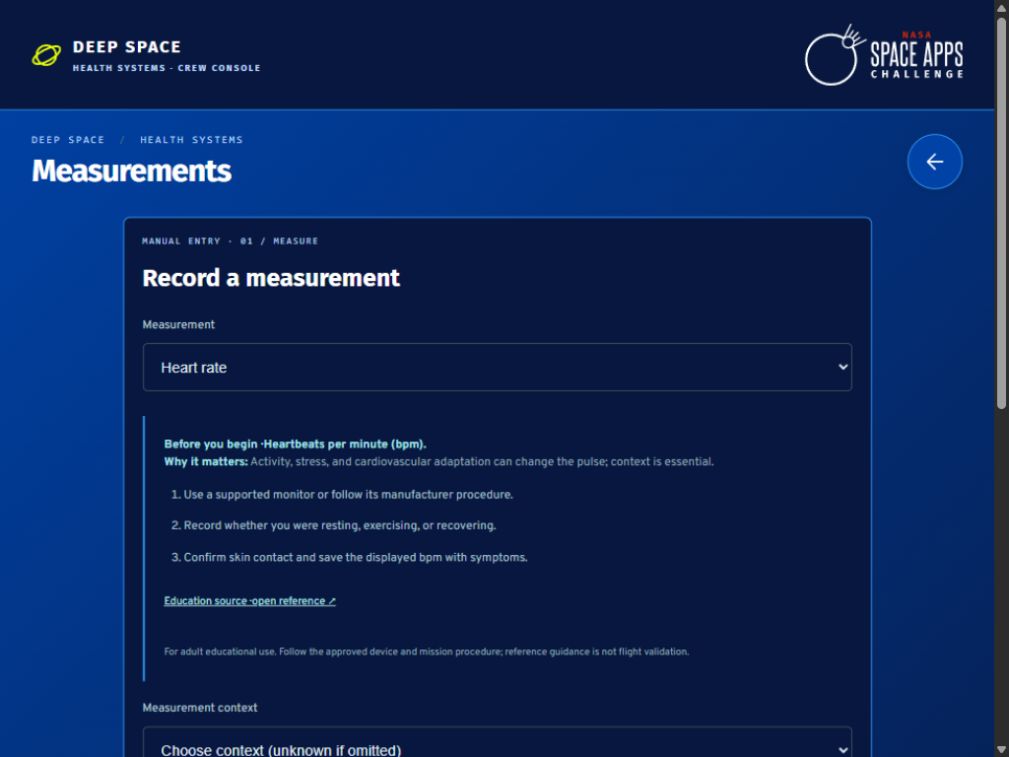 DEEP SPACE
HEALTH SYSTEMS - CREW CONSOLE
NASA
SPACE APPS
CHALLENGE
DEEP SPACE / HEALTH SYSTEMS
Measurements
MANUAL ENTRY · 01 / MEASURE
Record a measurement
Measurement
Heart rate
Before you begin ·Heartbeats per minute (bpm).
Why it matters: Activity, stress, and cardiovascular adaptation can change the pulse; context is essential.
1. Use a supported monitor or follow its manufacturer procedure.
2. Record whether you were resting, exercising, or recovering.
3. Confirm skin contact and save the displayed bpm with symptoms.
Education source ·open reference ↗
For adult educational use. Follow the approved device and mission procedure; reference guidance is not flight validation.
Measurement context
Choose context (unknown if omitted)